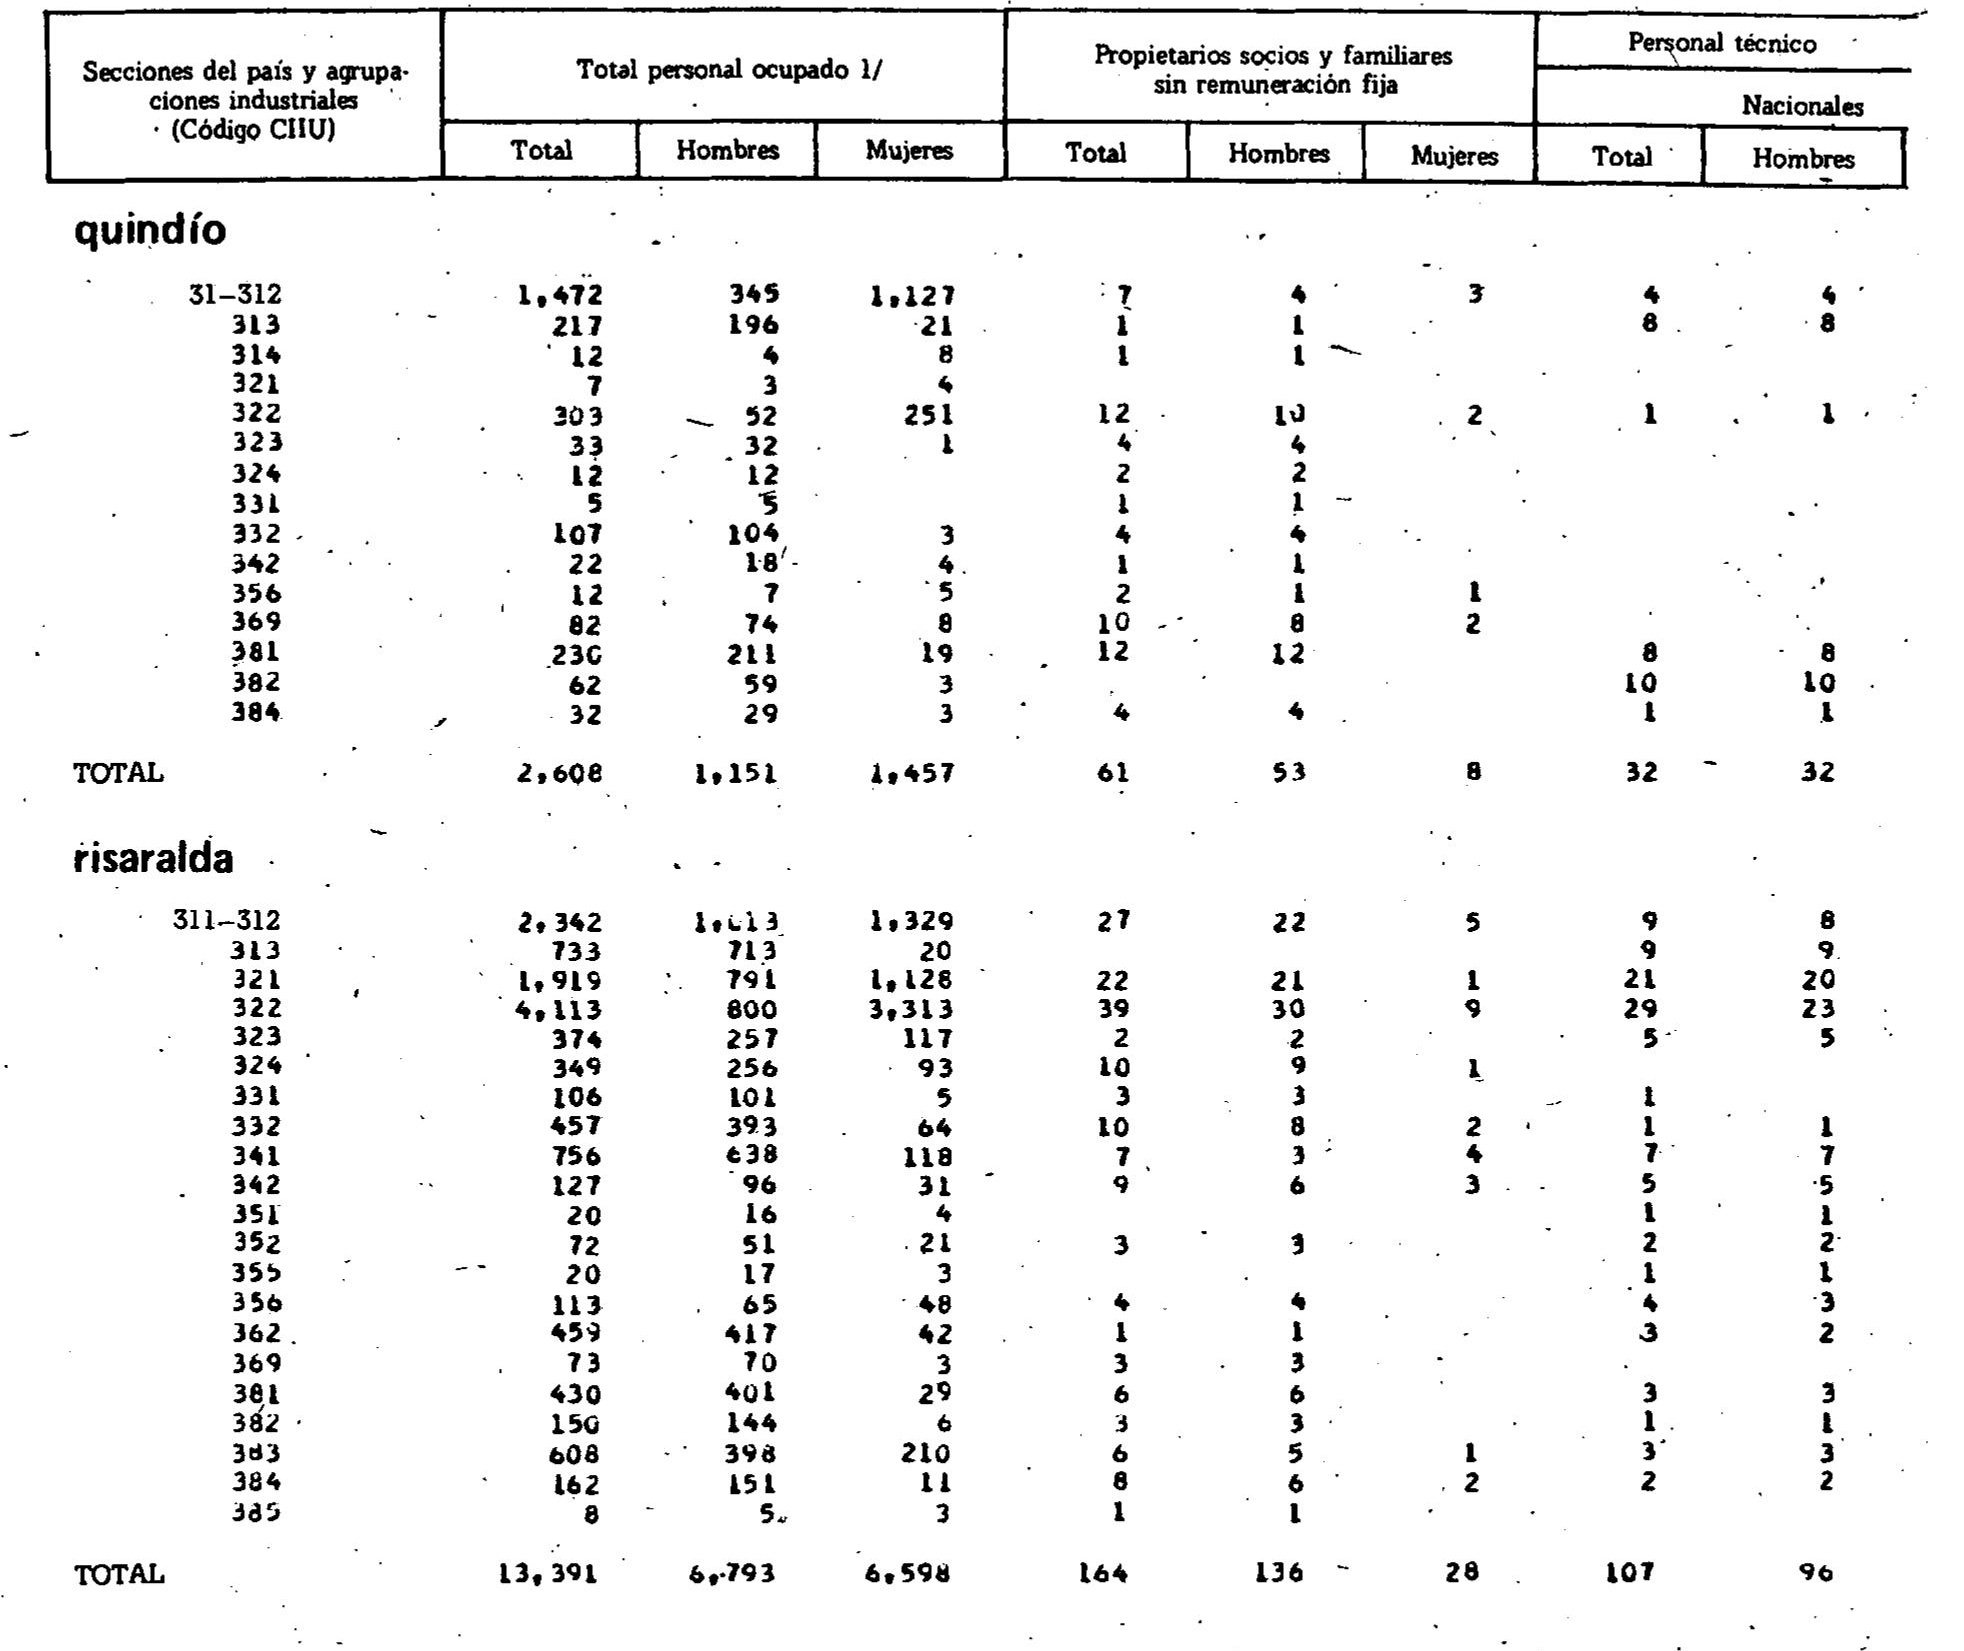 Secciones del país y agrupa-
ciones industriales
(Código CIIU)
Total personal ocupado 1/
Propietarios socios y familiares
sin remuneración fija
Personal técnico
Nacionales
Total Hombres Mujeres Total Hombres Mujeres Total Hombres
quindío
31–312 1,472 345 1,127 7 4 3 4 4
313 217 196 21 1 1 8 8
314 12 4 8 1 1
321 7 3 4
322 303 52 251 12 10 2 1 1
323 33 32 1 4 4
324 12 12 2 2
331 5 5 1 1
332 107 104 3 4 4
342 22 18 4 1 1
356 12 7 5 2 1 1
369 82 74 8 10 8 2
381 230 211 19 12 12 8 8
382 62 59 3 10 10
384 32 29 3 4 4 1 1
TOTAL 2,608 1,151 1,457 61 53 8 32 32
risaralda
311–312 2,342 1,013 1,329 27 22 5 9 8
313 733 713 20 9 9
321 1,919 791 1,128 22 21 1 21 20
322 4,113 800 3,313 39 30 9 29 23
323 374 257 117 2 2 5 5
324 349 256 93 10 9 1
331 106 101 5 3 3 1
332 457 393 64 10 8 2 1 1
341 756 638 118 7 3 4 7 7
342 127 96 31 9 6 3 5 5
351 20 16 4 1 1
352 72 51 21 3 3 2 2
355 20 17 3 1 1
356 113 65 48 4 4 4 3
362 459 417 42 1 1 3 2
369 73 70 3 3 3
381 430 401 29 6 6 3 3
382 150 144 6 3 3 1 1
383 608 398 210 6 5 1 3 3
384 162 151 11 8 6 2 2 2
385 8 5 3 1 1
TOTAL 13,391 6,793 6,598 164 136 28 107 96